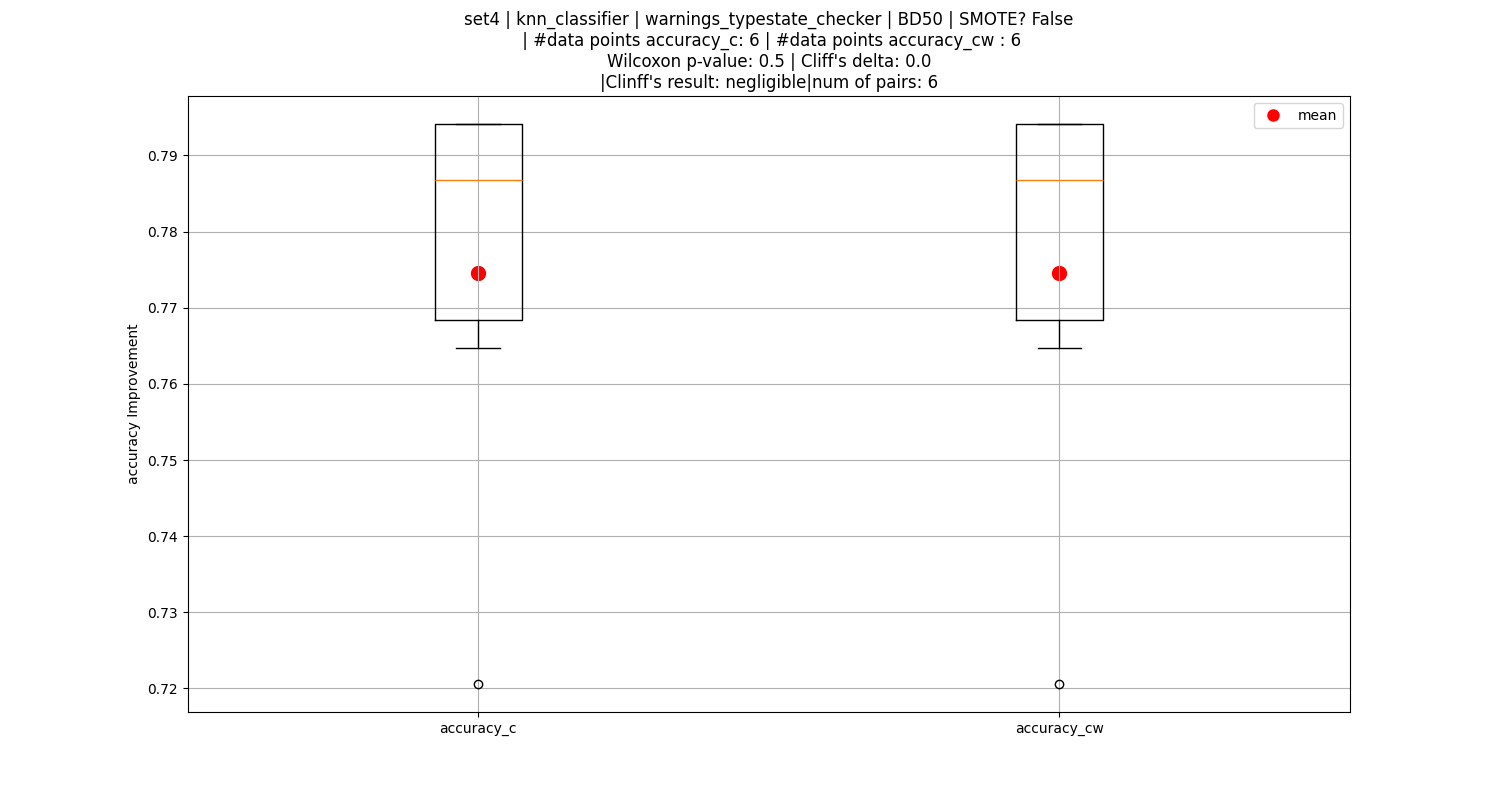 set4 | knn_classifier | warnings_typestate_checker | BD50 | SMOTE? False
| #data points accuracy_c: 6 | #data points accuracy_cw : 6
Wilcoxon p-value: 0.5 | Cliff's delta: 0.0
|Clinff's result: negligible|num of pairs: 6
mean
0.79
0.78
0.77
0.76
0.75
0.74
0.73
0.72
accuracy Improvement
accuracy_c
accuracy_cw